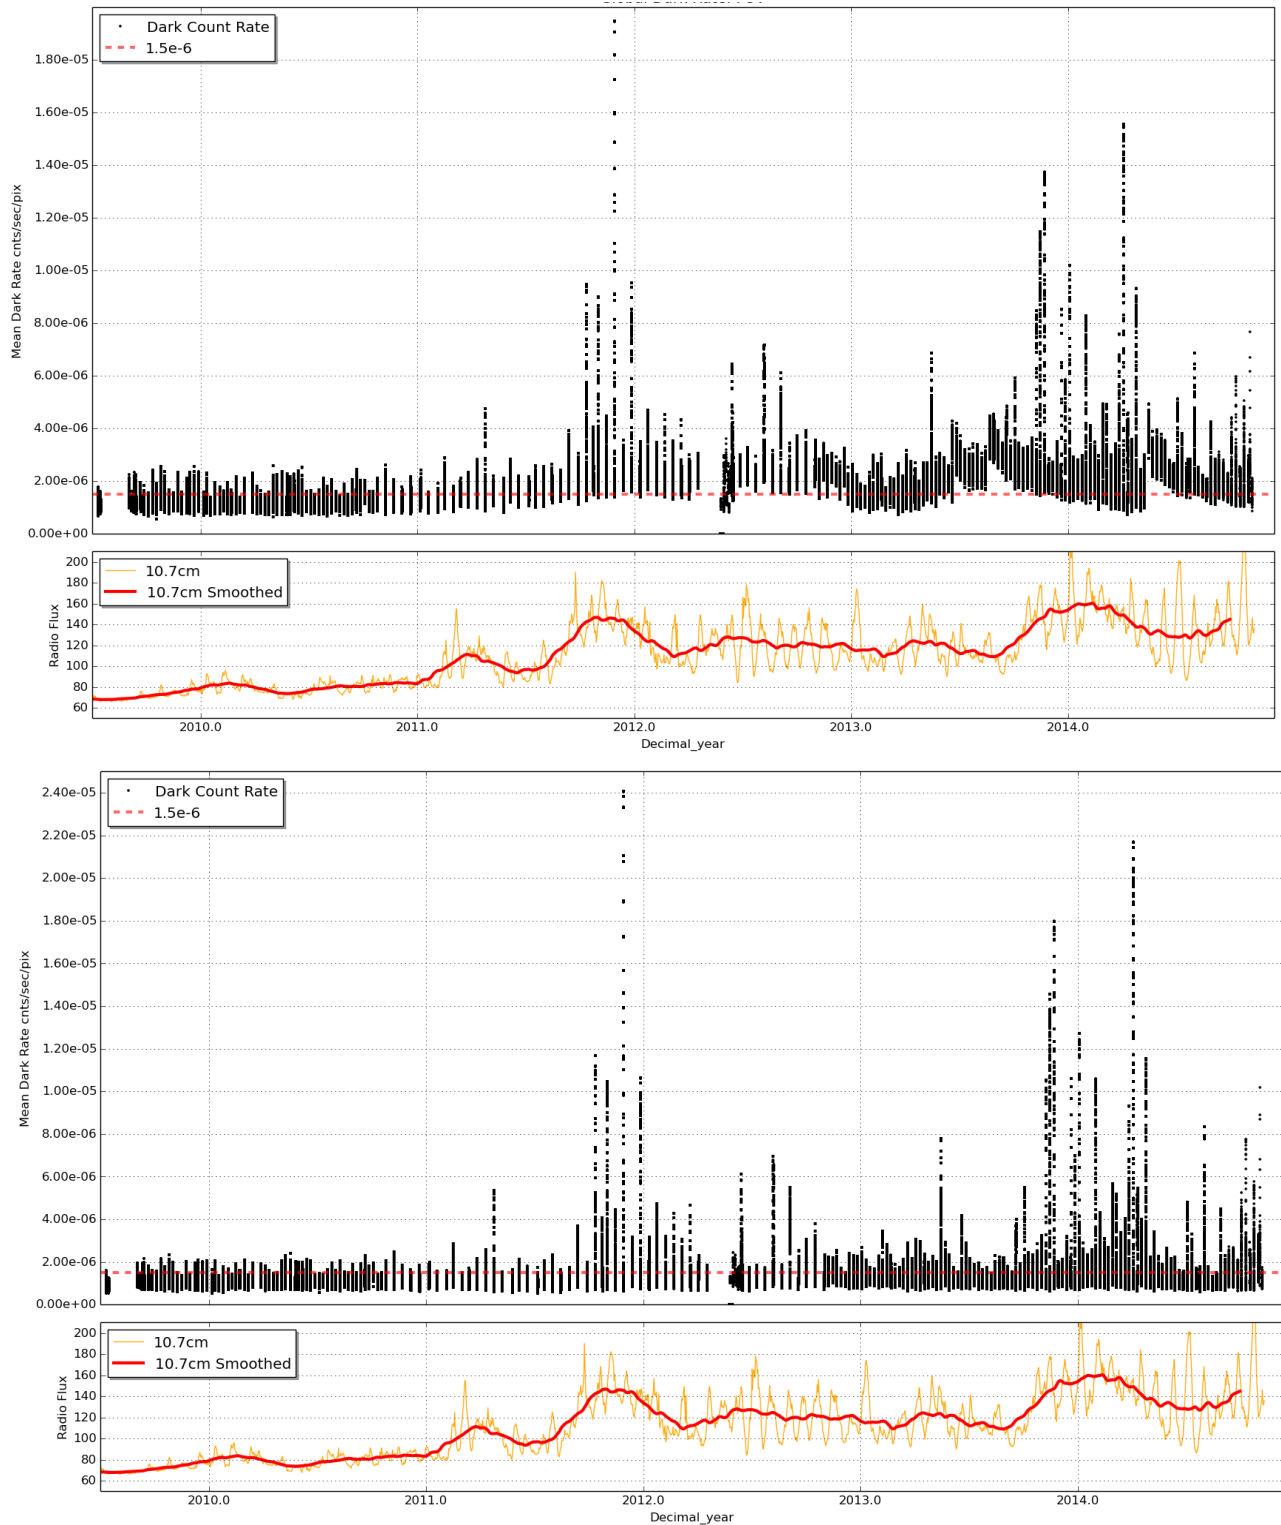 Dark Count Rate
1.5e-6
1.80e-05
1.60e-05
1.40e-05
1.20e-05
1.00e-05
8.00e-06
6.00e-06
4.00e-06
2.00e-06
0.00e+00
Mean Dark Rate cnts/sec/pix
10.7cm
10.7cm Smoothed
200
180
160
140
120
100
80
60
Radio Flux
2010.0 2011.0 2012.0 2013.0 2014.0
Decimal_year
Dark Count Rate
1.5e-6
2.40e-05
2.20e-05
2.00e-05
1.80e-05
1.60e-05
1.40e-05
1.20e-05
1.00e-05
8.00e-06
6.00e-06
4.00e-06
2.00e-06
0.00e+00
Mean Dark Rate cnts/sec/pix
10.7cm
10.7cm Smoothed
200
180
160
140
120
100
80
60
Radio Flux
2010.0 2011.0 2012.0 2013.0 2014.0
Decimal_year